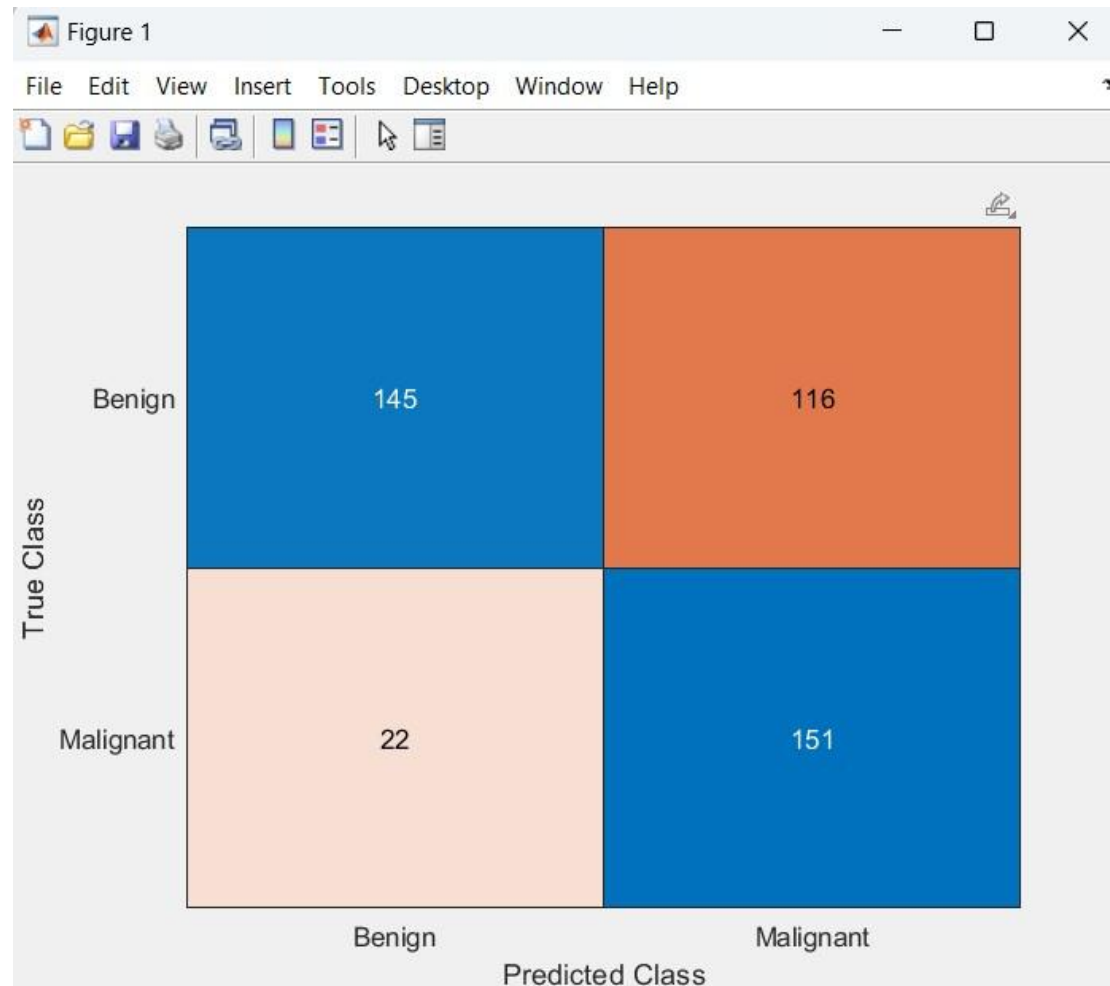 Figure 1
File Edit View Insert Tools Desktop Window Help
Benign 145 116
True Class
Malignant 22 151
Benign Malignant
Predicted Class